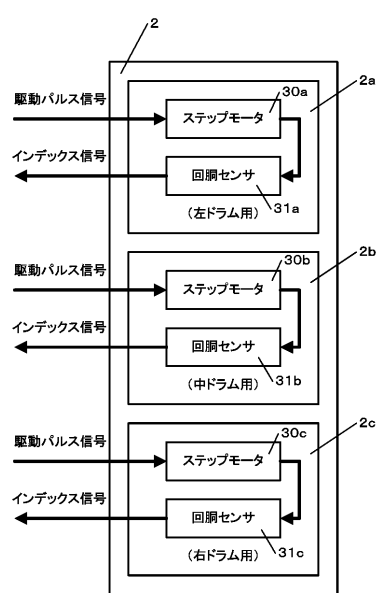 2
駆動パルス信号
30a
2a
ステップモータ
インデックス信号
回胴センサ
31a
(左ドラム用)
駆動パルス信号
30b
2b
ステップモータ
インデックス信号
回胴センサ
31b
(中ドラム用)
駆動パルス信号
30c
2c
ステップモータ
インデックス信号
回胴センサ
31c
(右ドラム用)